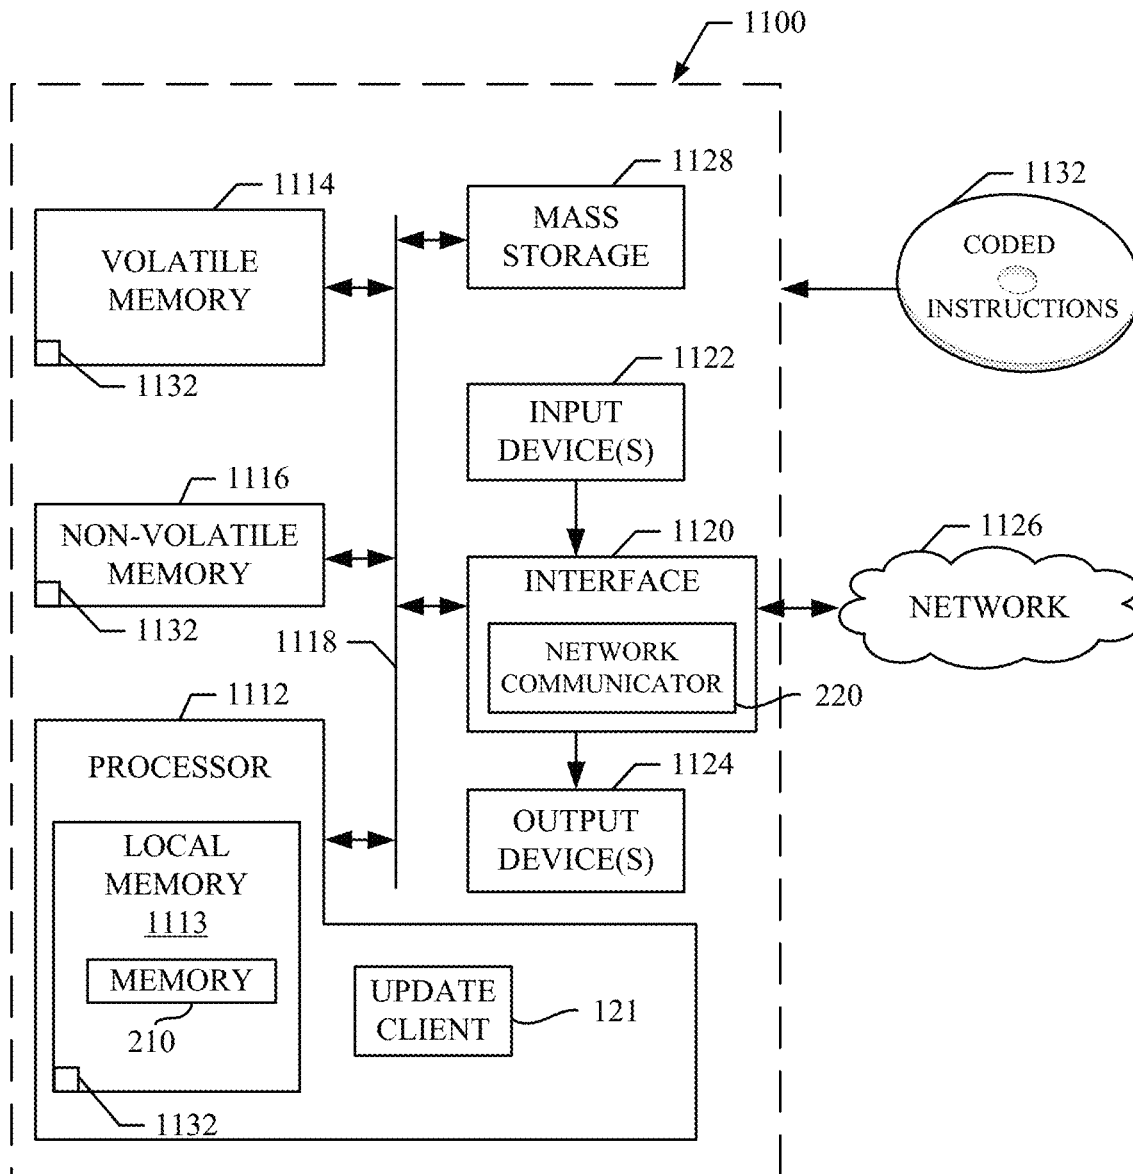 1100
1114
VOLATILE
MEMORY
1132
1128
MASS
STORAGE
1132
CODED
INSTRUCTIONS
1122
INPUT
DEVICE(S)
1116
NON-VOLATILE
MEMORY
1132
1118
1120
INTERFACE
NETWORK
COMMUNICATOR
220
1126
NETWORK
1112
PROCESSOR
LOCAL
MEMORY
1113
MEMORY
210
1132
1124
OUTPUT
DEVICE(S)
UPDATE
CLIENT
121